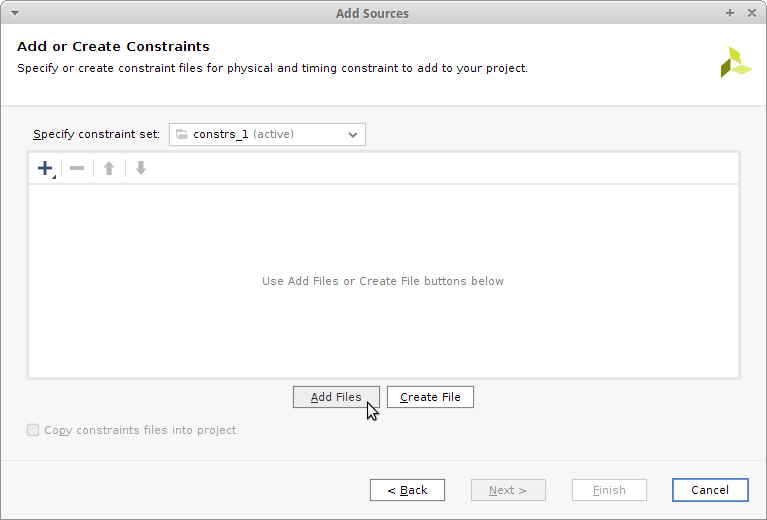 Add Sources
Add or Create Constraints
Specify or create constraint files for physical and timing constraint to add to your project.
Specify constraint set: constrs_1 (active)
Use Add Files or Create File buttons below
Add Files Create File
Copy constraints files into project
< Back Next > Finish Cancel